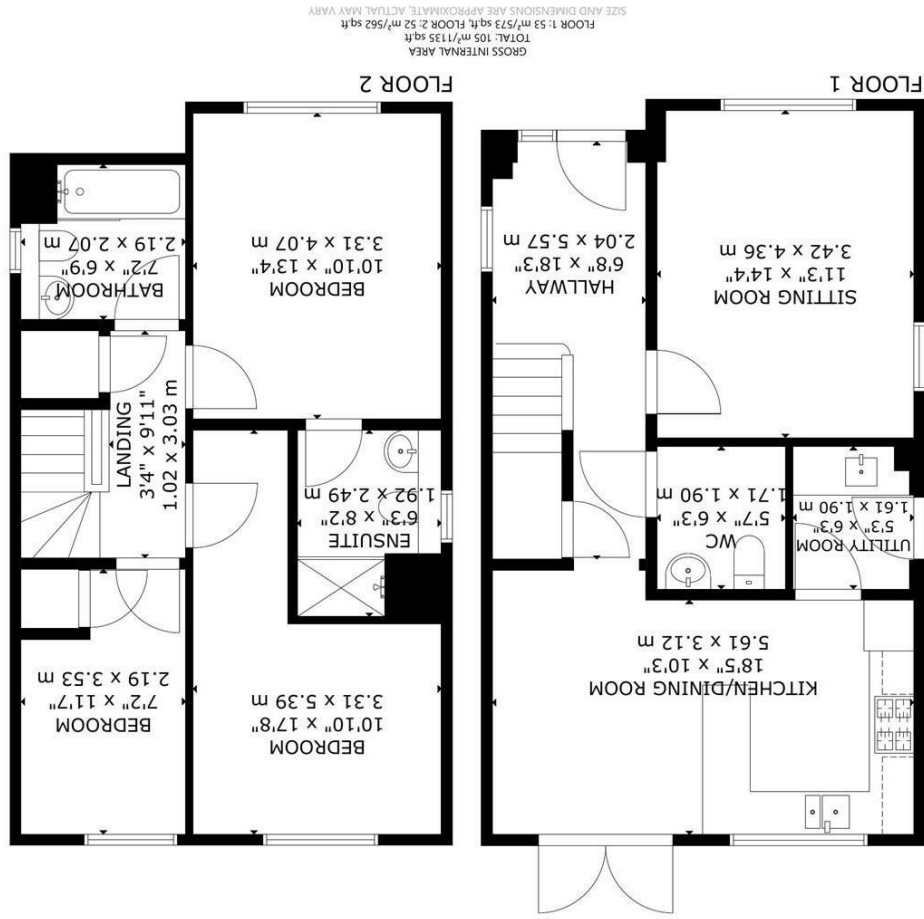 FLOOR 1
SITTING ROOM
11'3" x 14'4"
3.42 x 4.36 m
HALLWAY
6'8" x 18'3"
2.04 x 5.57 m
UTILITY ROOM
5'3" x 6'3"
1.61 x 1.90 m
WC
5'7" x 6'3"
1.71 x 1.90 m
KITCHEN/DINING ROOM
18'5" x 10'3"
5.61 x 3.12 m
FLOOR 2
BEDROOM
10'10" x 13'4"
3.31 x 4.07 m
BATHROOM
7'2" x 6'9"
2.19 x 2.07 m
LANDING
3'4" x 9'11"
1.02 x 3.03 m
ENSUITE
6'3" x 8'2"
1.92 x 2.49 m
BEDROOM
10'10" x 17'8"
3.31 x 5.39 m
BEDROOM
7'2" x 11'7"
2.19 x 3.53 m
GROSS INTERNAL AREA
TOTAL: 105 m²/1135 sq.ft
FLOOR 1: 53 m²/573 sq.ft, FLOOR 2: 52 m²/562 sq.ft
SIZE AND DIMENSIONS ARE APPROXIMATE, ACTUAL MAY VARY